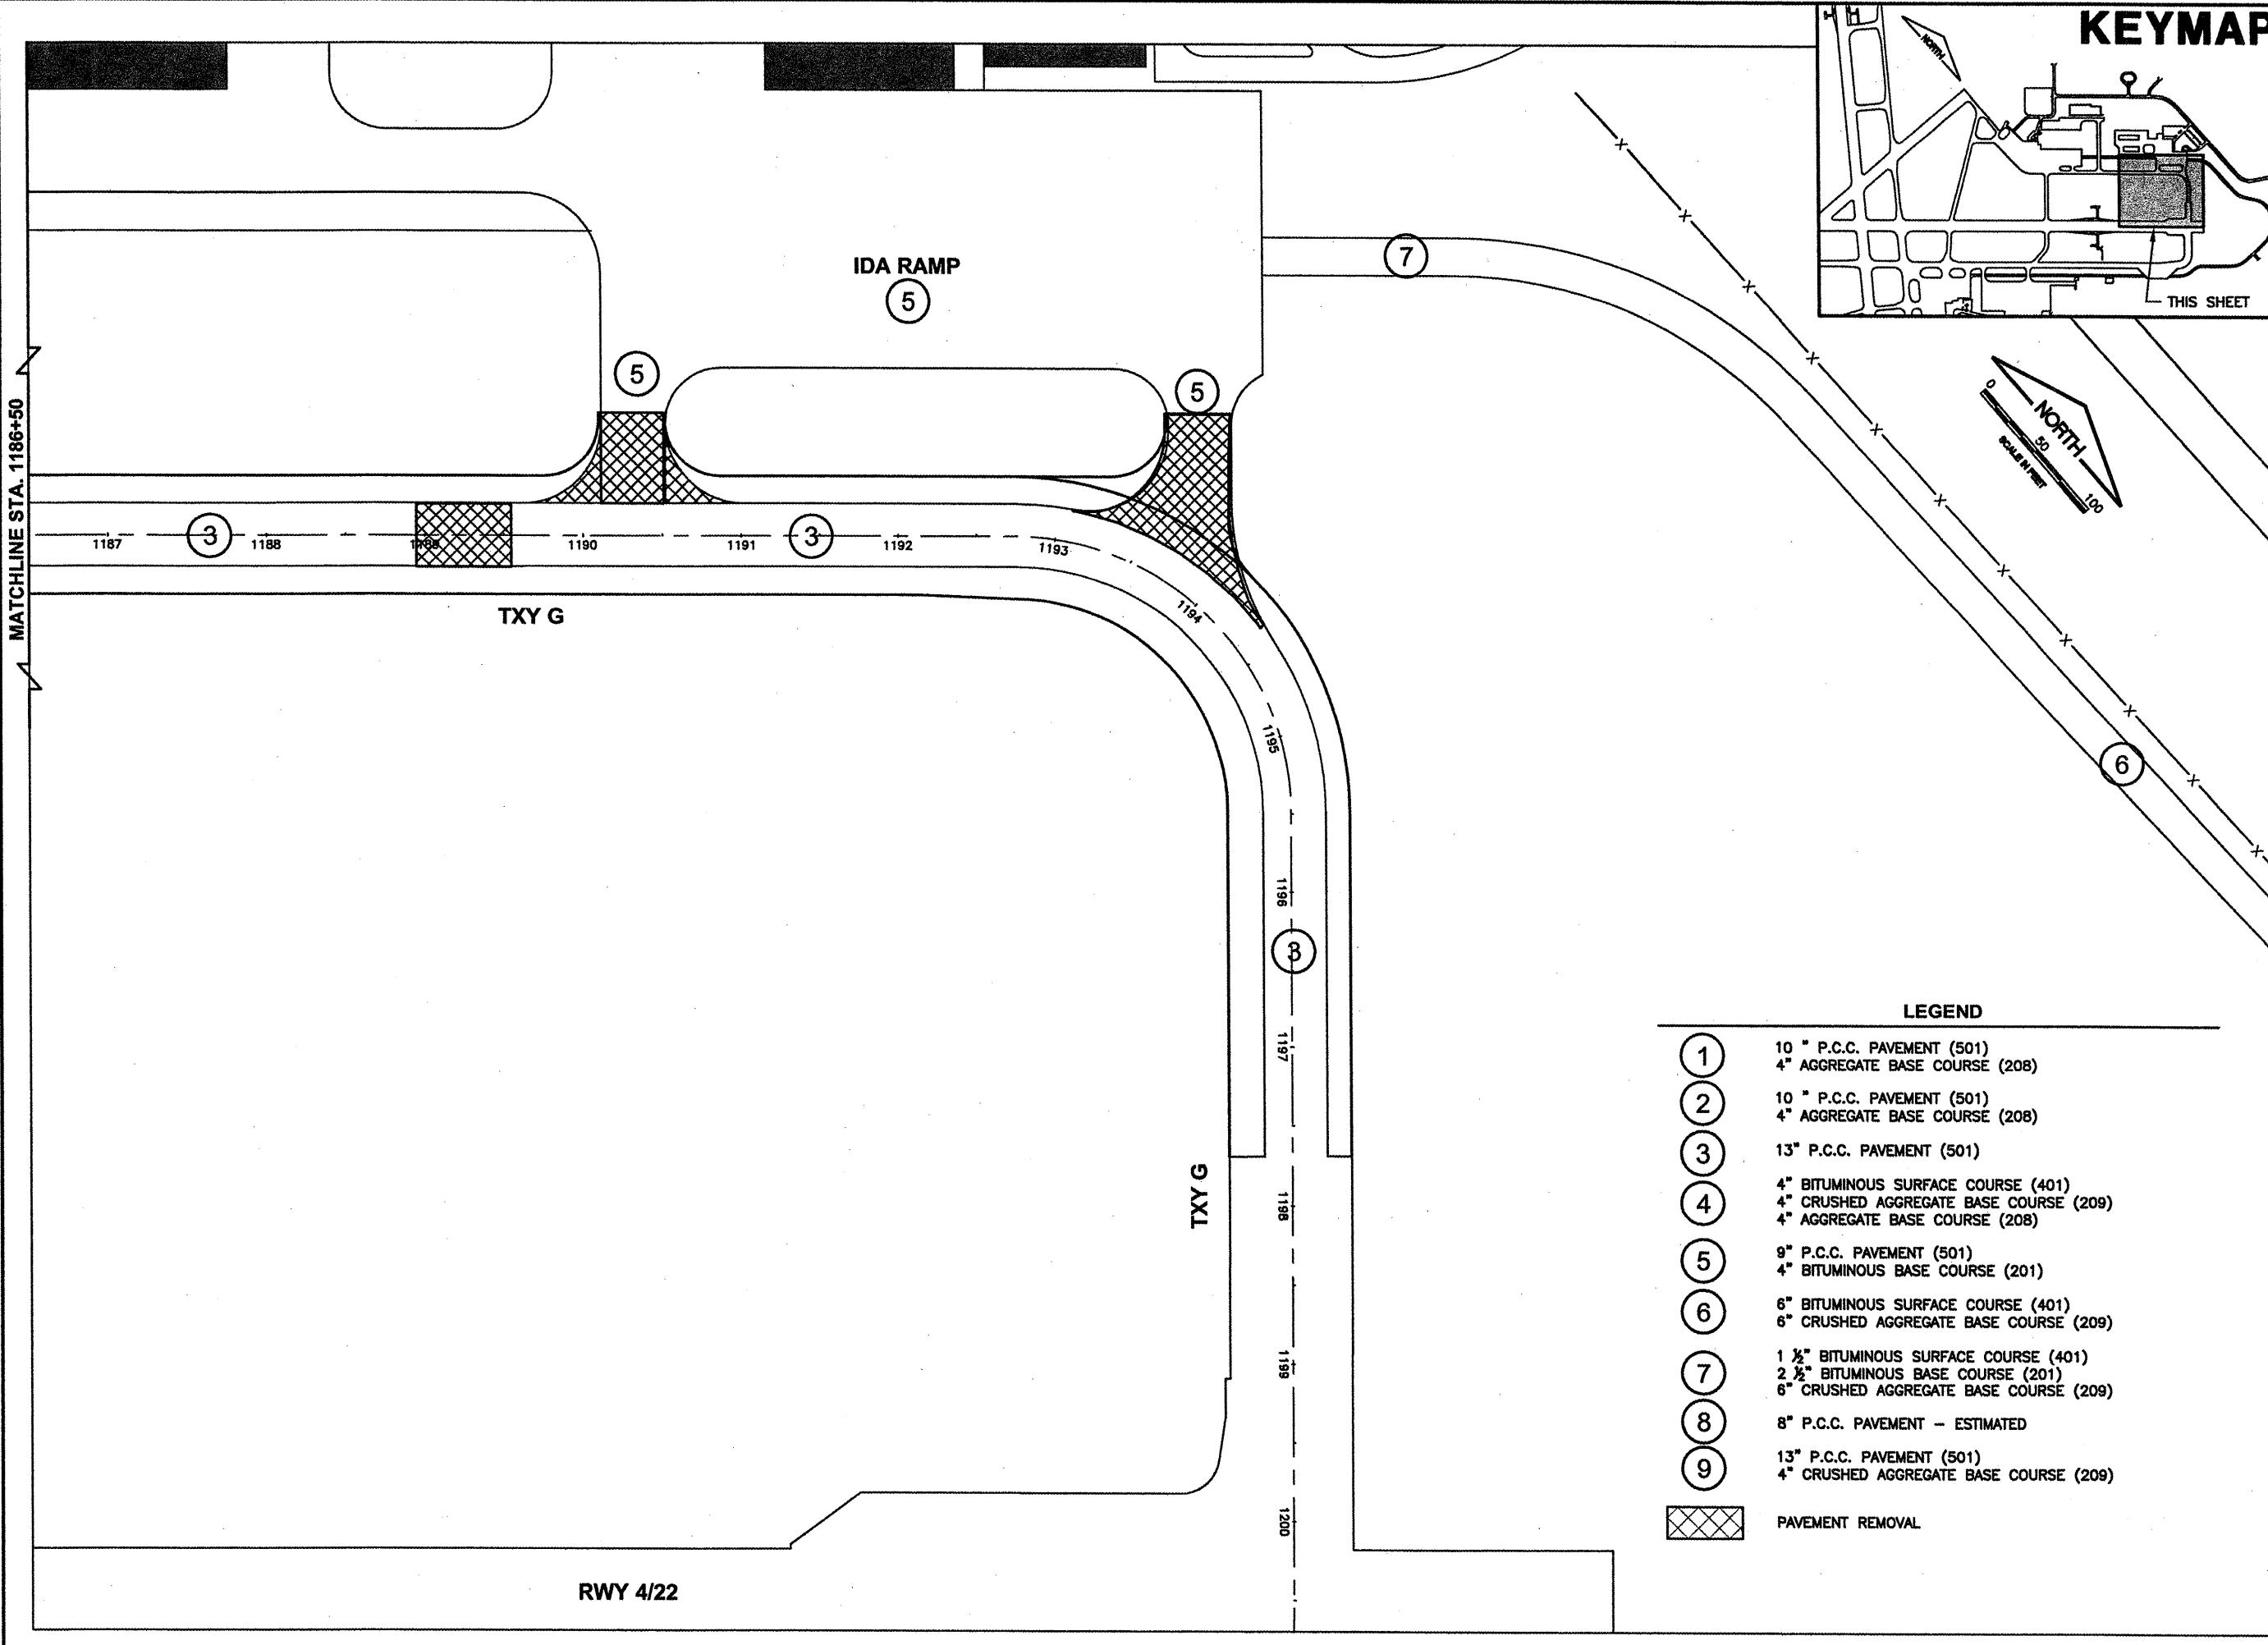 KEYMAP
NORTH
THIS SHEET
IDA RAMP
5
7
5
5
0
NORTH
50
SCALE IN FEET
100
MATCHLINE STA. 1186+50
1187
3
1188
1189
1190
1191
3
1192
1193
TXY G
1194
1195
6
1196
3
1197
TXY G
1198
1199
1200
RWY 4/22
LEGEND
1
10 " P.C.C. PAVEMENT (501)
4" AGGREGATE BASE COURSE (208)
2
10 " P.C.C. PAVEMENT (501)
4" AGGREGATE BASE COURSE (208)
3
13" P.C.C. PAVEMENT (501)
4
4" BITUMINOUS SURFACE COURSE (401)
4" CRUSHED AGGREGATE BASE COURSE (209)
4" AGGREGATE BASE COURSE (208)
5
9" P.C.C. PAVEMENT (501)
4" BITUMINOUS BASE COURSE (201)
6
6" BITUMINOUS SURFACE COURSE (401)
6" CRUSHED AGGREGATE BASE COURSE (209)
7
1 ½" BITUMINOUS SURFACE COURSE (401)
2 ½" BITUMINOUS BASE COURSE (201)
6" CRUSHED AGGREGATE BASE COURSE (209)
8
8" P.C.C. PAVEMENT – ESTIMATED
9
13" P.C.C. PAVEMENT (501)
4" CRUSHED AGGREGATE BASE COURSE (209)
PAVEMENT REMOVAL